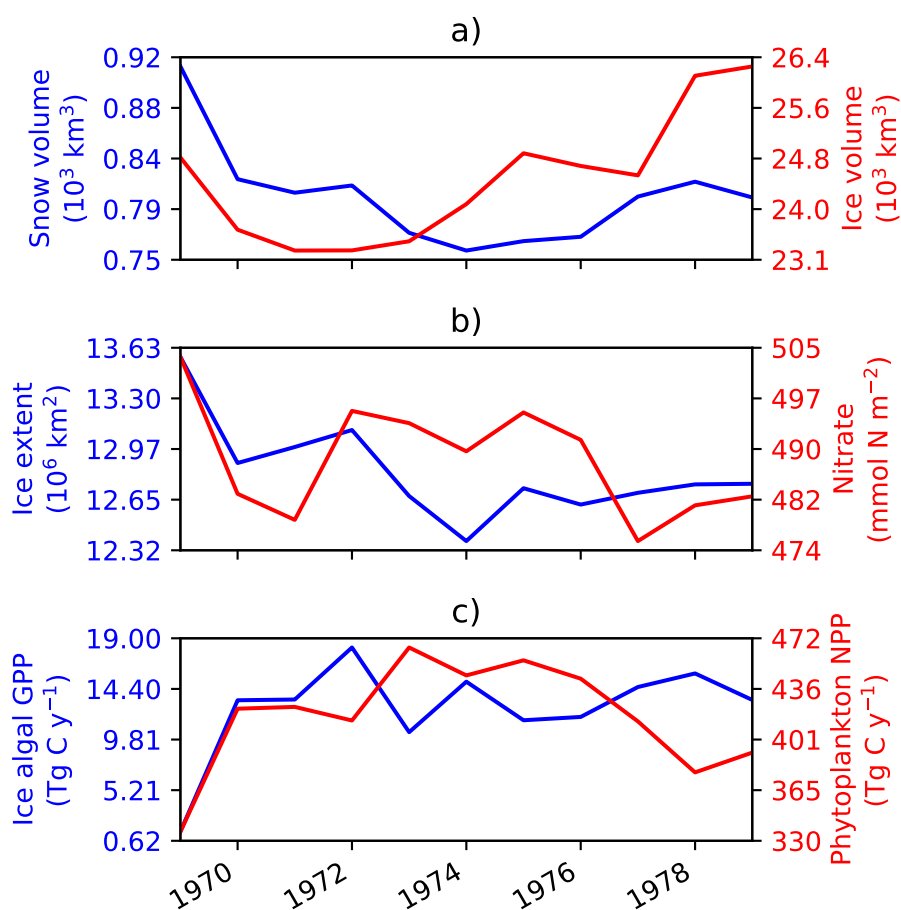 a)
Snow volume
(10³ km³)
0.92
0.88
0.84
0.79
0.75
26.4
25.6
24.8
24.0
23.1
Ice volume
(10³ km³)
b)
Ice extent
(10⁶ km²)
13.63
13.30
12.97
12.65
12.32
505
497
490
482
474
Nitrate
(mmol N m⁻²)
c)
Ice algal GPP
(Tg C y⁻¹)
19.00
14.40
9.81
5.21
0.62
472
436
401
365
330
Phytoplankton NPP
(Tg C y⁻¹)
1970 1972 1974 1976 1978